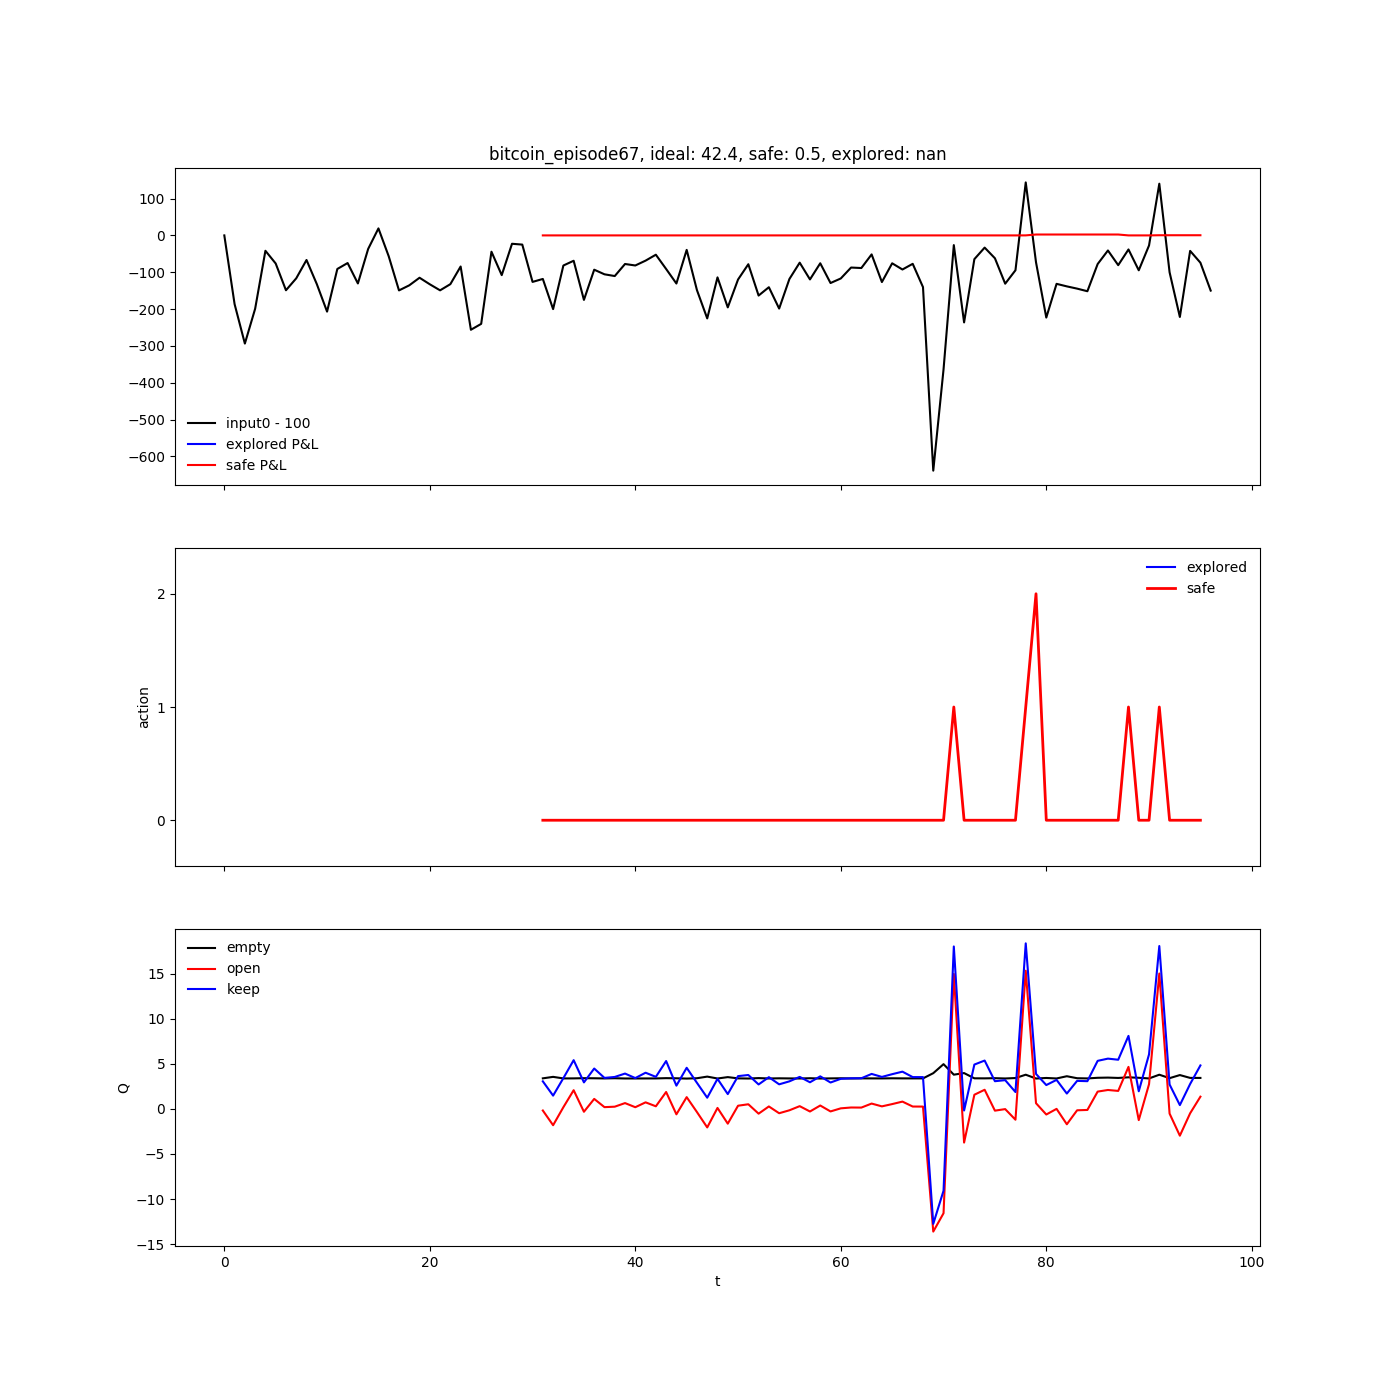 bitcoin_episode67, ideal: 42.4, safe: 0.5, explored: nan
100
0
−100
−200
−300
−400
−500
−600
input0 - 100
explored P&L
safe P&L
2
1
0
action
explored
safe
15
10
5
0
−5
−10
−15
Q
empty
open
keep
0 20 40 60 80 100
t